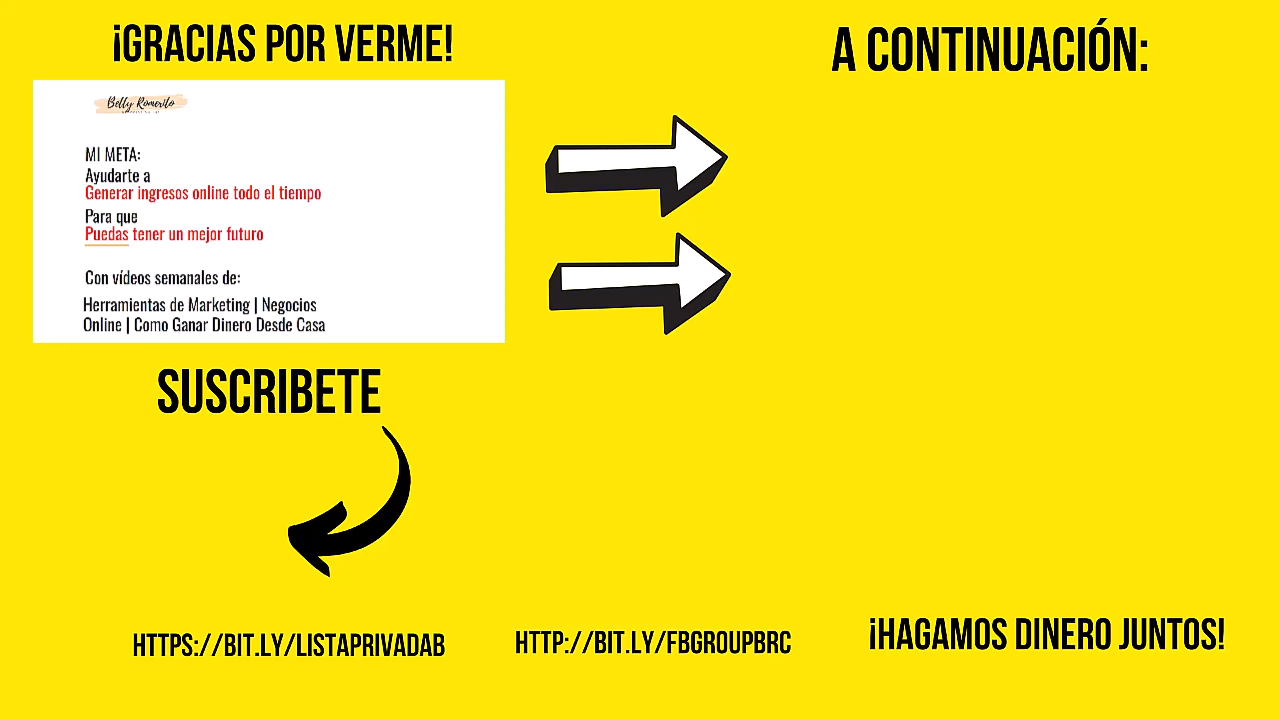 ¡GRACIAS POR VERME!
A CONTINUACIÓN:
Belly Romerito
MI META:
Ayudarte a
Generar ingresos online todo el tiempo
Para que
Puedas tener un mejor futuro
Con vídeos semanales de:
Herramientas de Marketing | Negocios
Online | Como Ganar Dinero Desde Casa
SUSCRIBETE
HTTPS://BIT.LY/LISTAPRIVADAB
HTTP://BIT.LY/FBGROUPBRC
¡HAGAMOS DINERO JUNTOS!